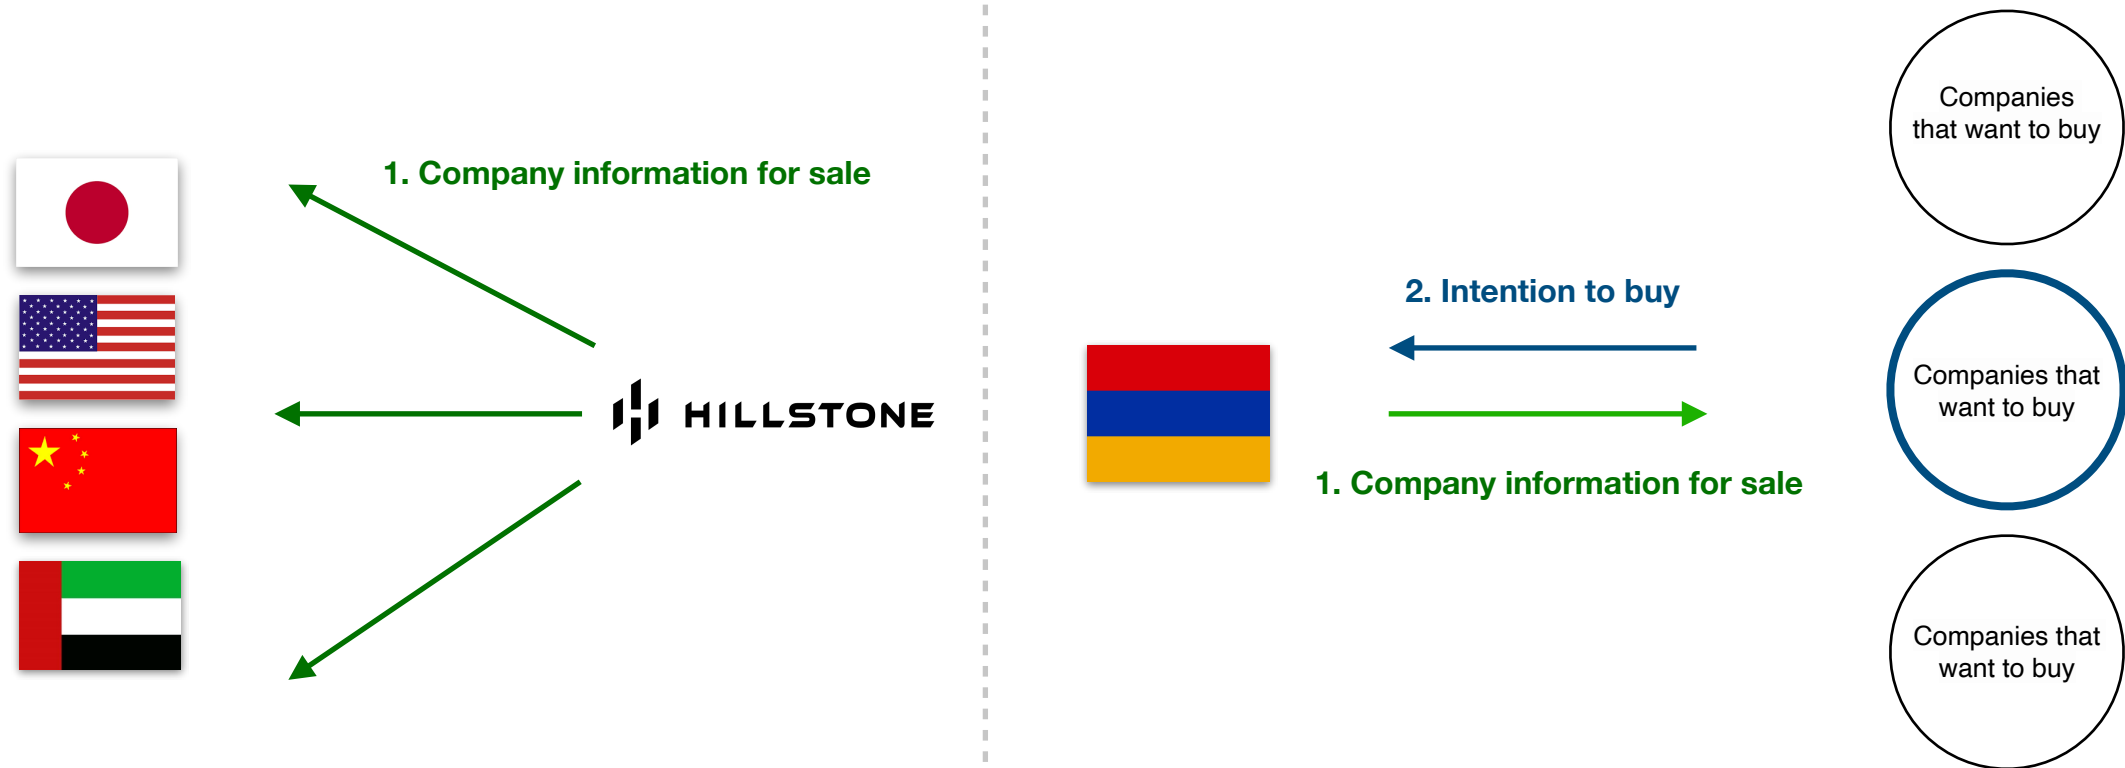 1. Company information for sale
HILLSTONE
2. Intention to buy
1. Company information for sale
Companies
that want to buy
Companies that
want to buy
Companies that
want to buy